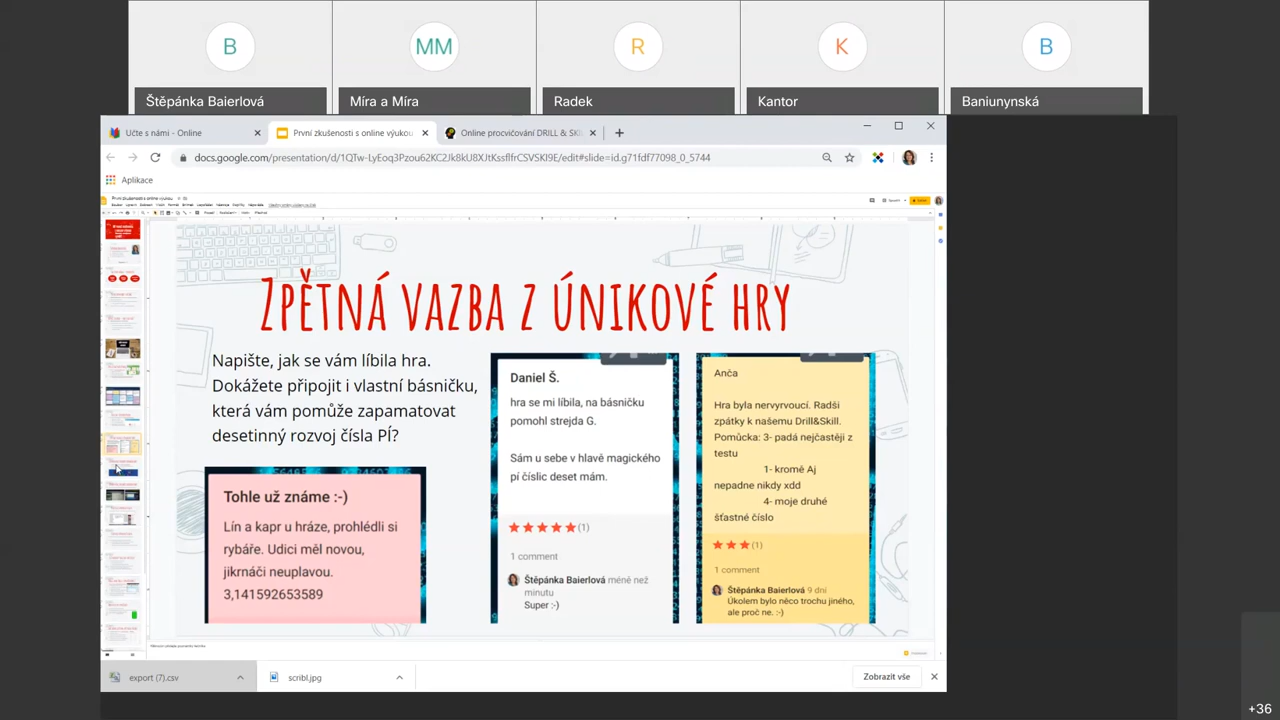 B
MM
R
K
B
Štěpánka Baierlová
Míra a Míra
Radek
Kantor
Baniunynská
Učte s námi - Online
První zkušenosti s online výukou
Online procvičování DRILL & SKI
docs.google.com/presentation/d/1QTw-LyEoq3Pzou62KC2Jk8kU8XJtKssflfrCSVSKI9E/edit#slide=id.g71fdf77098_0_5744
Aplikace
První zkušenosti s online výukou
ZPĚTNÁ VAZBA Z ÚNIKOVÉ HRY
Napište, jak se vám líbila hra.
Dokážete připojit i vlastní básničku,
která vám pomůže zapamatovat
desetinný rozvoj čísla PÍ?
Tohle už známe :-)
Lín a kapr u hráze, prohlédli si
rybáře. Udici měl novou,
jikrnáči neuplavou.
3,141592653589
Daniel Š.
hra se mi líbila, na básničku
pomohl strejda G.
Sám u sebe v hlavě magického
pí číslic deset mám.
(1)
1 comment
Štěpánka Baierlová méně než
minutu
Super :-)
Anča
Hra byla nervyrvoucí. Radši
zpátky k našemu Drill&Skill.
Pomůcka: 3- padá nejčastěji z
testu
1- kromě Aj
nepadne nikdy xdd
4- moje druhé
šťastné číslo
(1)
1 comment
Štěpánka Baierlová 9 dní
Úkolem bylo něco trochu jiného,
ale proč ne. :-)
export (7).csv
scribl.jpg
Zobrazit vše
+36